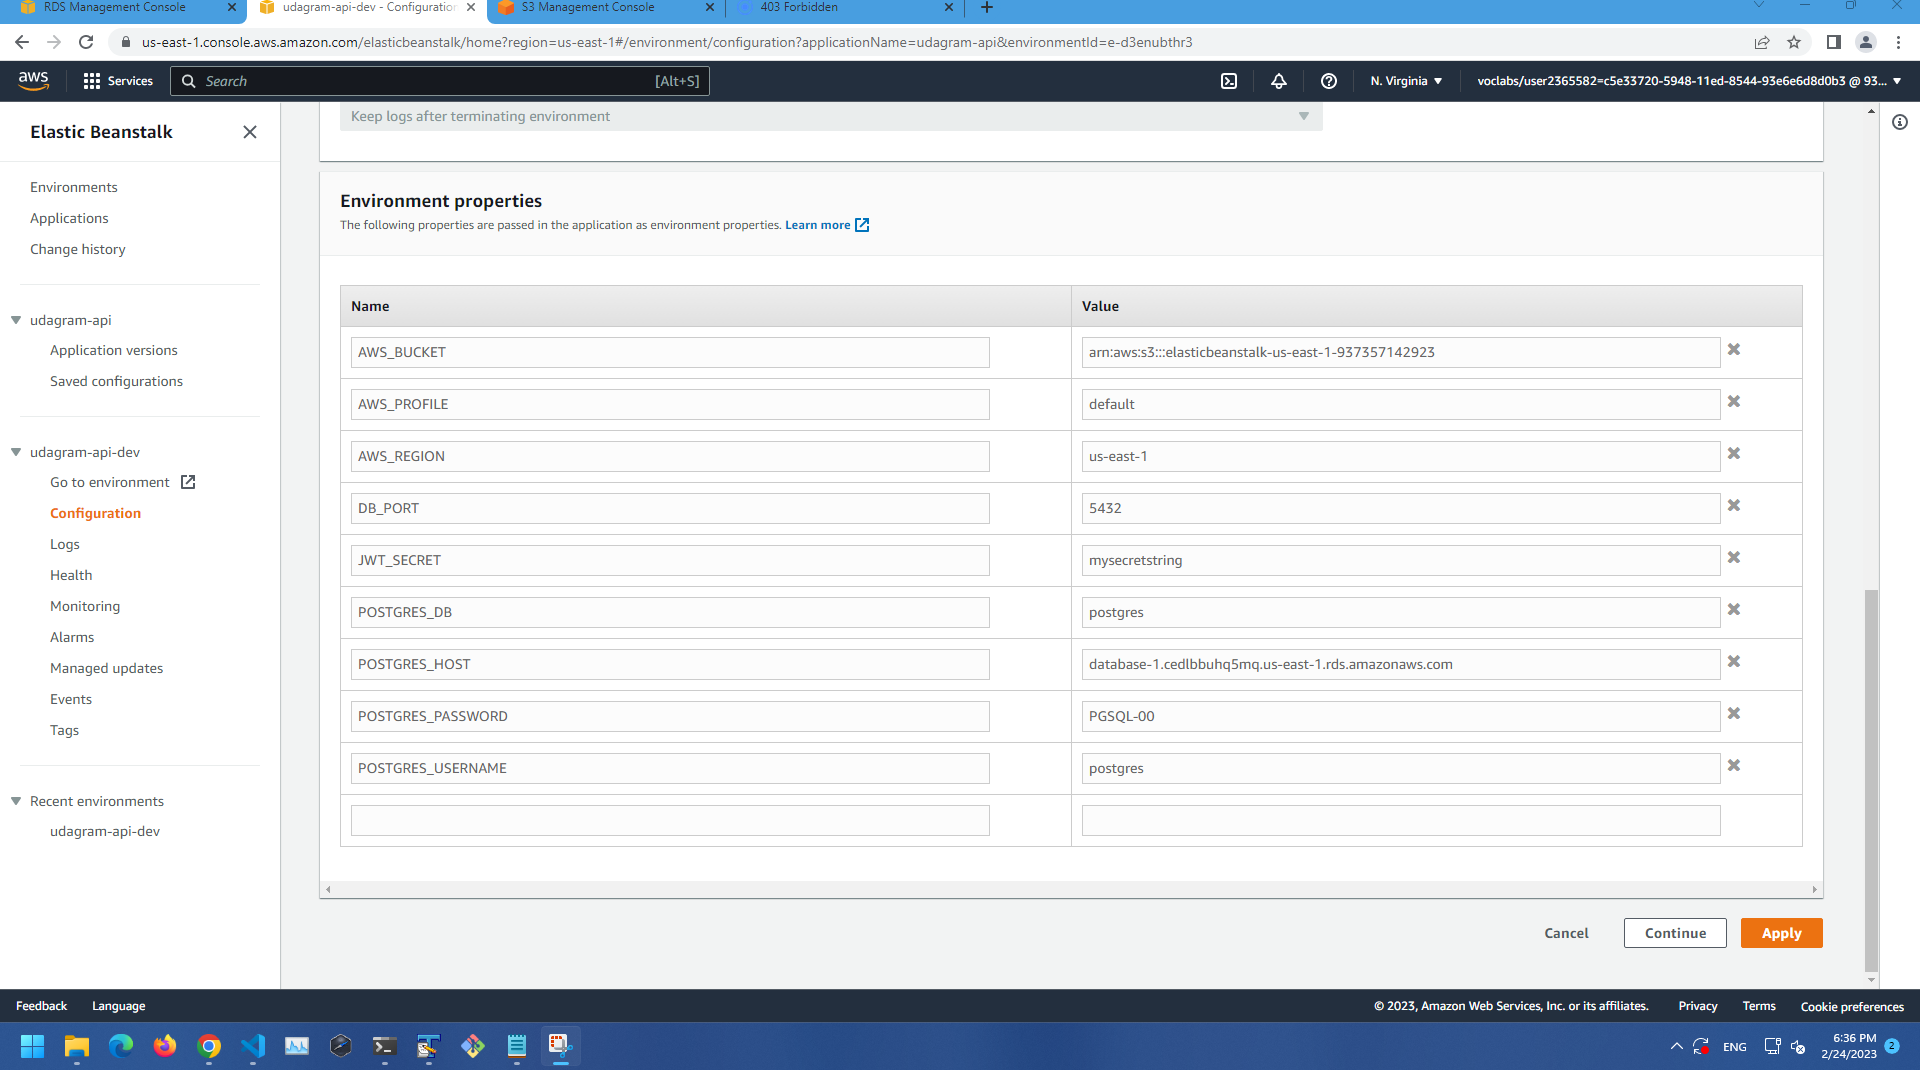 RDS Management Console
udagram-api-dev - Configuration
S3 Management Console
403 Forbidden
us-east-1.console.aws.amazon.com/elasticbeanstalk/home?region=us-east-1#/environment/configuration?applicationName=udagram-api&environmentId=e-d3enubthr3
aws
Services
Search
[Alt+S]
N. Virginia
voclabs/user2365582=c5e33720-5948-11ed-8544-93e6e6d8d0b3 @ 93...
Elastic Beanstalk
Environments
Applications
Change history
udagram-api
Application versions
Saved configurations
udagram-api-dev
Go to environment
Configuration
Logs
Health
Monitoring
Alarms
Managed updates
Events
Tags
Recent environments
udagram-api-dev
Keep logs after terminating environment
Environment properties
The following properties are passed in the application as environment properties. Learn more
Name Value
AWS_BUCKET arn:aws:s3:::elasticbeanstalk-us-east-1-937357142923
AWS_PROFILE default
AWS_REGION us-east-1
DB_PORT 5432
JWT_SECRET mysecretstring
POSTGRES_DB postgres
POSTGRES_HOST database-1.cedlbbuhq5mq.us-east-1.rds.amazonaws.com
POSTGRES_PASSWORD PGSQL-00
POSTGRES_USERNAME postgres
Cancel Continue Apply
Feedback Language © 2023, Amazon Web Services, Inc. or its affiliates. Privacy Terms Cookie preferences
ENG
6:36 PM
2/24/2023
2